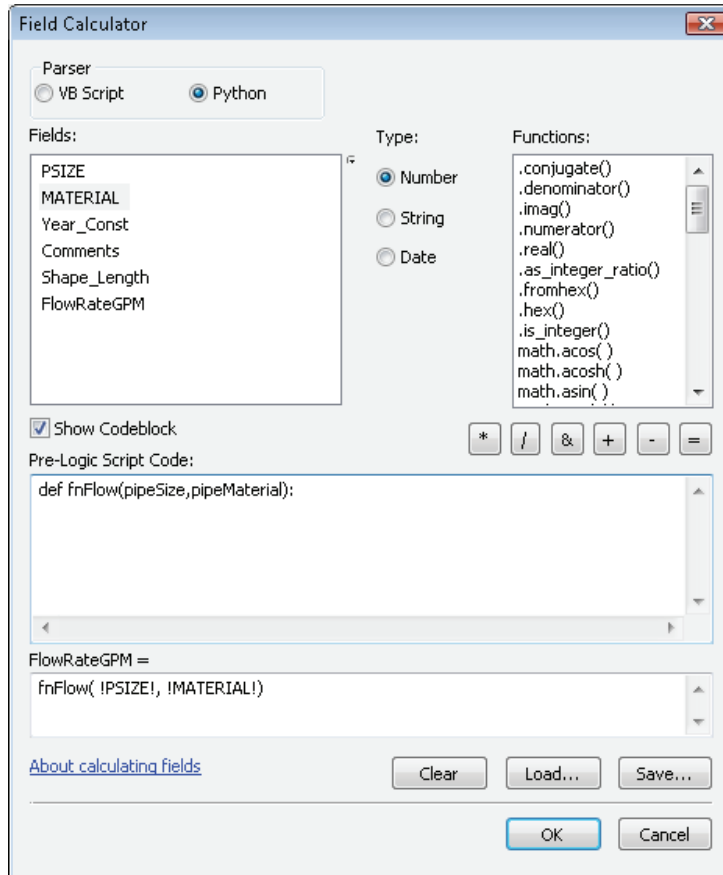 Field Calculator
Parser
VB Script
Python
Fields:
Type:
Functions:
PSIZE
MATERIAL
Year_Const
Comments
Shape_Length
FlowRateGPM
Number
String
Date
.conjugate()
.denominator()
.imag()
.numerator()
.real()
.as_integer_ratio()
.fromhex()
.hex()
.is_integer()
math.acos( )
math.acosh( )
math.asin( )
Show Codeblock
* / & + - =
Pre-Logic Script Code:
def fnFlow(pipeSize,pipeMaterial):
FlowRateGPM =
fnFlow( !PSIZE!, !MATERIAL!)
About calculating fields
Clear
Load...
Save...
OK
Cancel